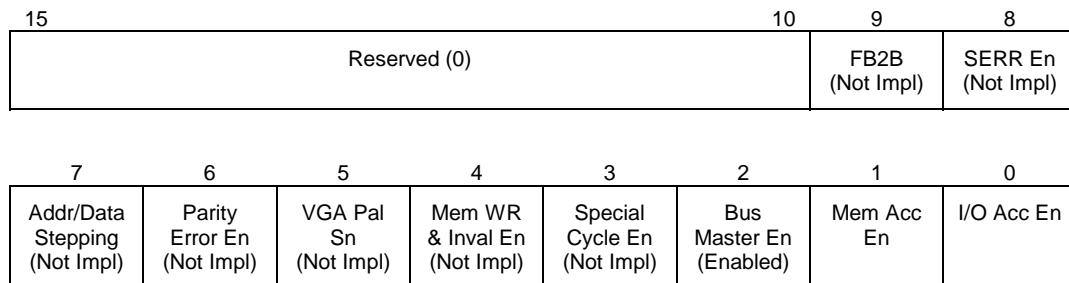 15 10 9 8
Reserved (0) FB2B SERR En
(Not Impl) (Not Impl)
7 6 5 4 3 2 1 0
Addr/Data Parity VGA Pal Mem WR Special Bus Mem Acc I/O Acc En
Stepping Error En Sn & Inval En Cycle En Master En En
(Not Impl) (Not Impl) (Not Impl) (Not Impl) (Not Impl) (Enabled)